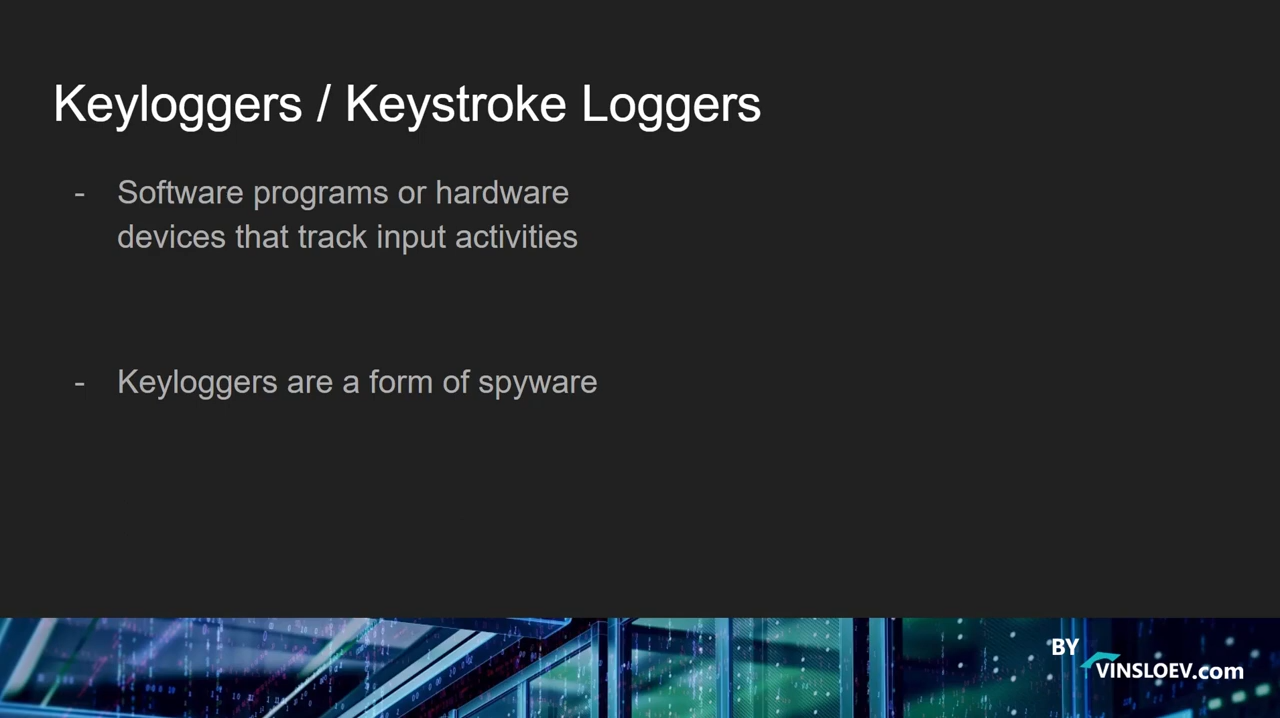 Keyloggers / Keystroke Loggers
- Software programs or hardware
devices that track input activities
- Keyloggers are a form of spyware
BY
VINSLOEV.com